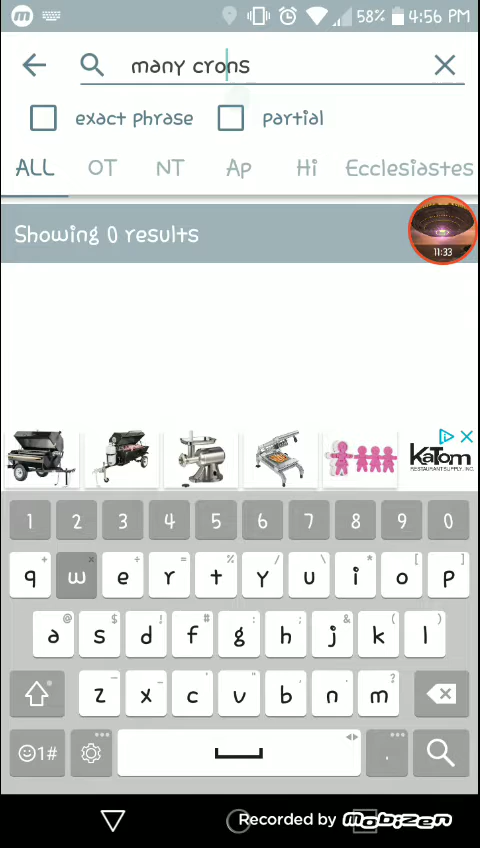 58% 4:56 PM
many crons
exact phrase partial
ALL OT NT Ap Hi Ecclesiastes
Showing 0 results
11:33
KaTom
RESTAURANT SUPPLY, INC.
1 2 3 4 5 6 7 8 9 0
q w e r t y u i o p
a s d f g h j k l
z x c v b n m
1#
Recorded by Mobizen